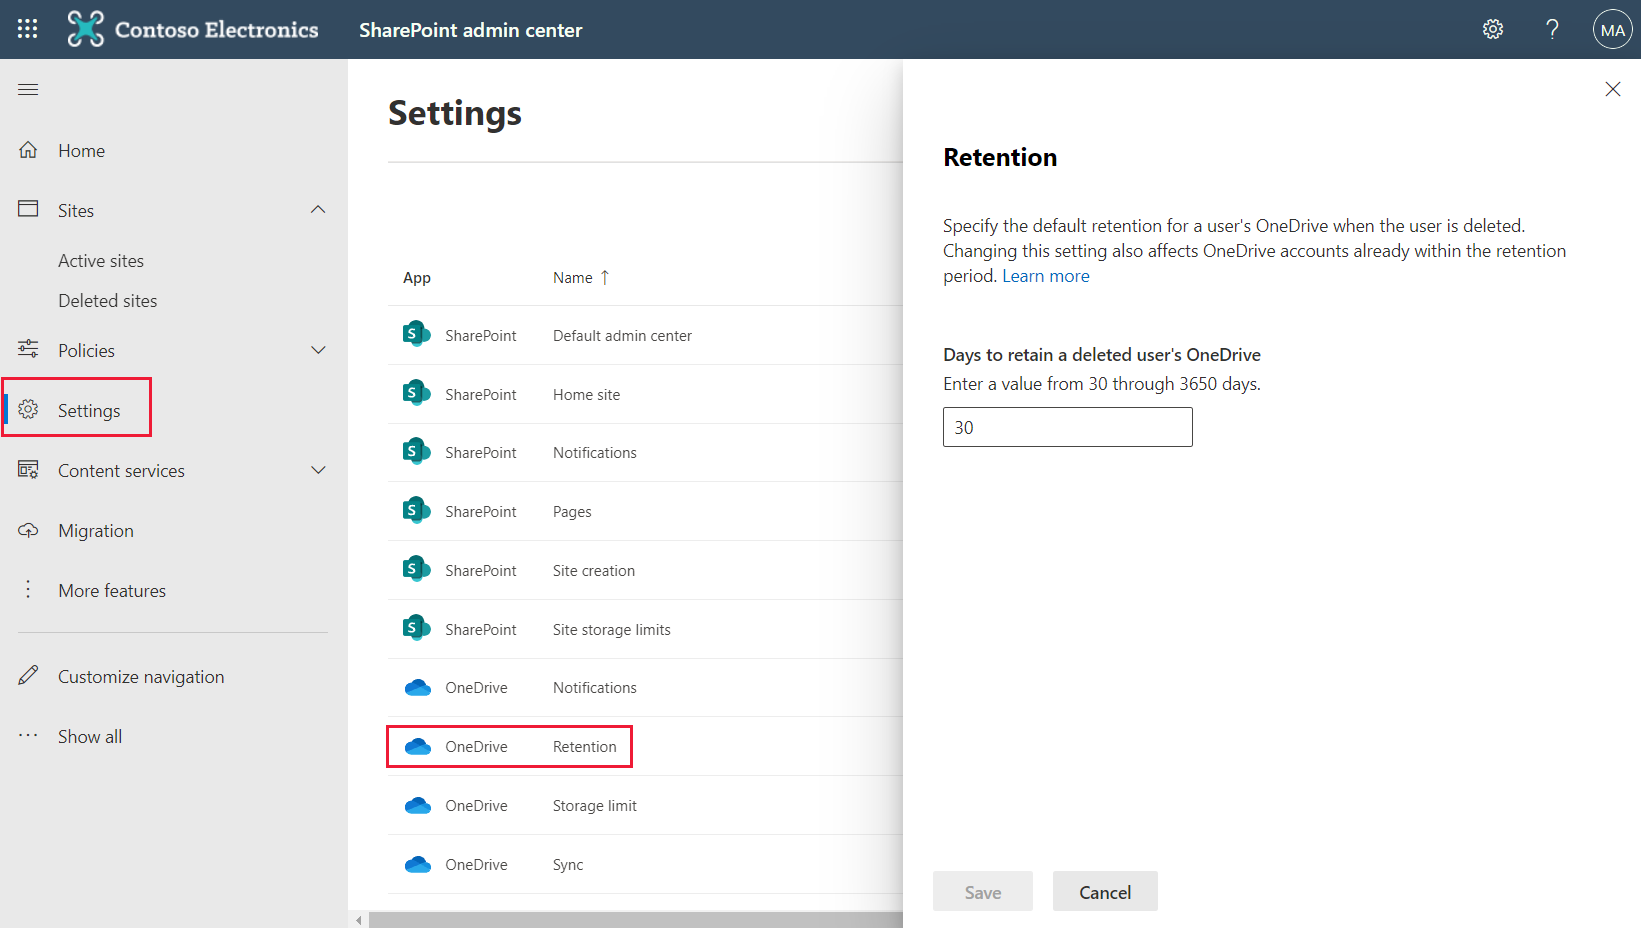 Contoso Electronics
SharePoint admin center
MA
Home
Sites
Active sites
Deleted sites
Policies
Settings
Content services
Migration
More features
Customize navigation
Show all
Settings
App Name ↑
SharePoint Default admin center
SharePoint Home site
SharePoint Notifications
SharePoint Pages
SharePoint Site creation
SharePoint Site storage limits
OneDrive Notifications
OneDrive Retention
OneDrive Storage limit
OneDrive Sync
Retention
Specify the default retention for a user's OneDrive when the user is deleted.
Changing this setting also affects OneDrive accounts already within the retention
period. Learn more
Days to retain a deleted user's OneDrive
Enter a value from 30 through 3650 days.
30
Save Cancel